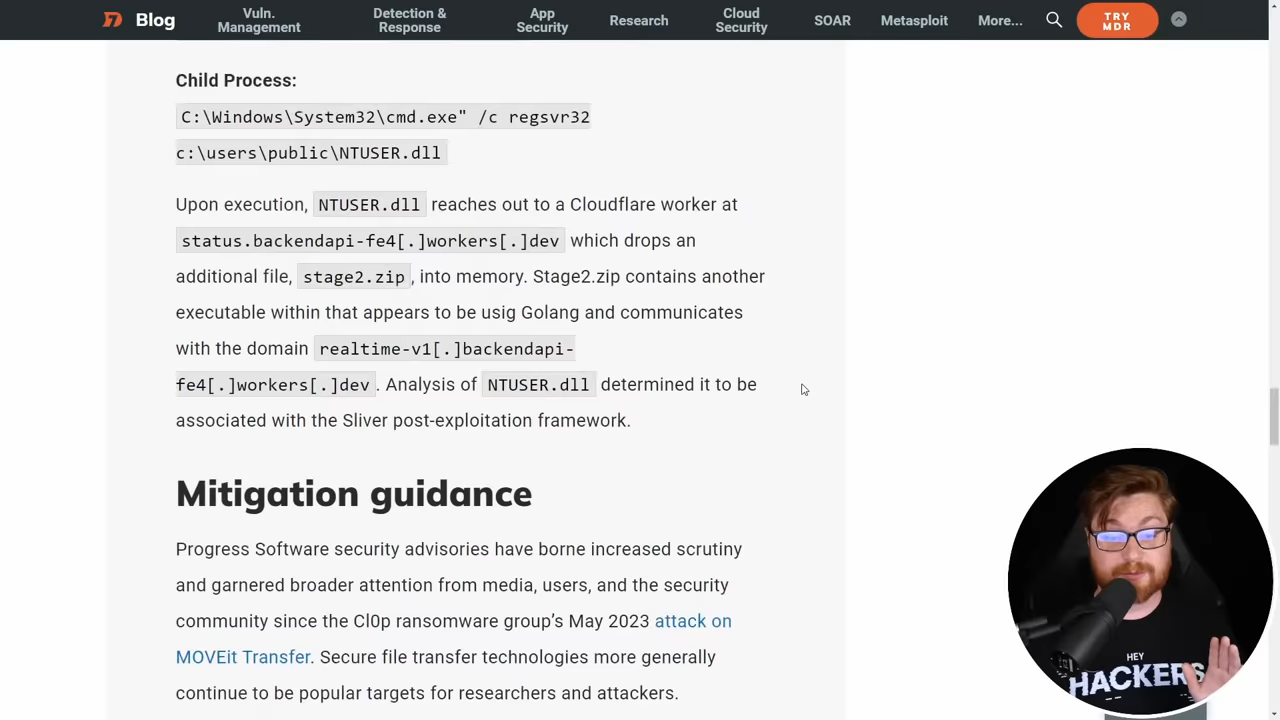 Blog
Vuln.
Management
Detection &
Response
App
Security
Research
Cloud
Security
SOAR
Metasploit
More...
TRY
MDR
Child Process:
C:\Windows\System32\cmd.exe" /c regsvr32
c:\users\public\NTUSER.dll
Upon execution, NTUSER.dll reaches out to a Cloudflare worker at
status.backendapi-fe4[.]workers[.]dev which drops an
additional file, stage2.zip, into memory. Stage2.zip contains another
executable within that appears to be usig Golang and communicates
with the domain realtime-v1[.]backendapi-
fe4[.]workers[.]dev. Analysis of NTUSER.dll determined it to be
associated with the Sliver post-exploitation framework.
Mitigation guidance
Progress Software security advisories have borne increased scrutiny
and garnered broader attention from media, users, and the security
community since the Cl0p ransomware group’s May 2023 attack on
MOVEit Transfer. Secure file transfer technologies more generally
continue to be popular targets for researchers and attackers.
HEY
HACKERS